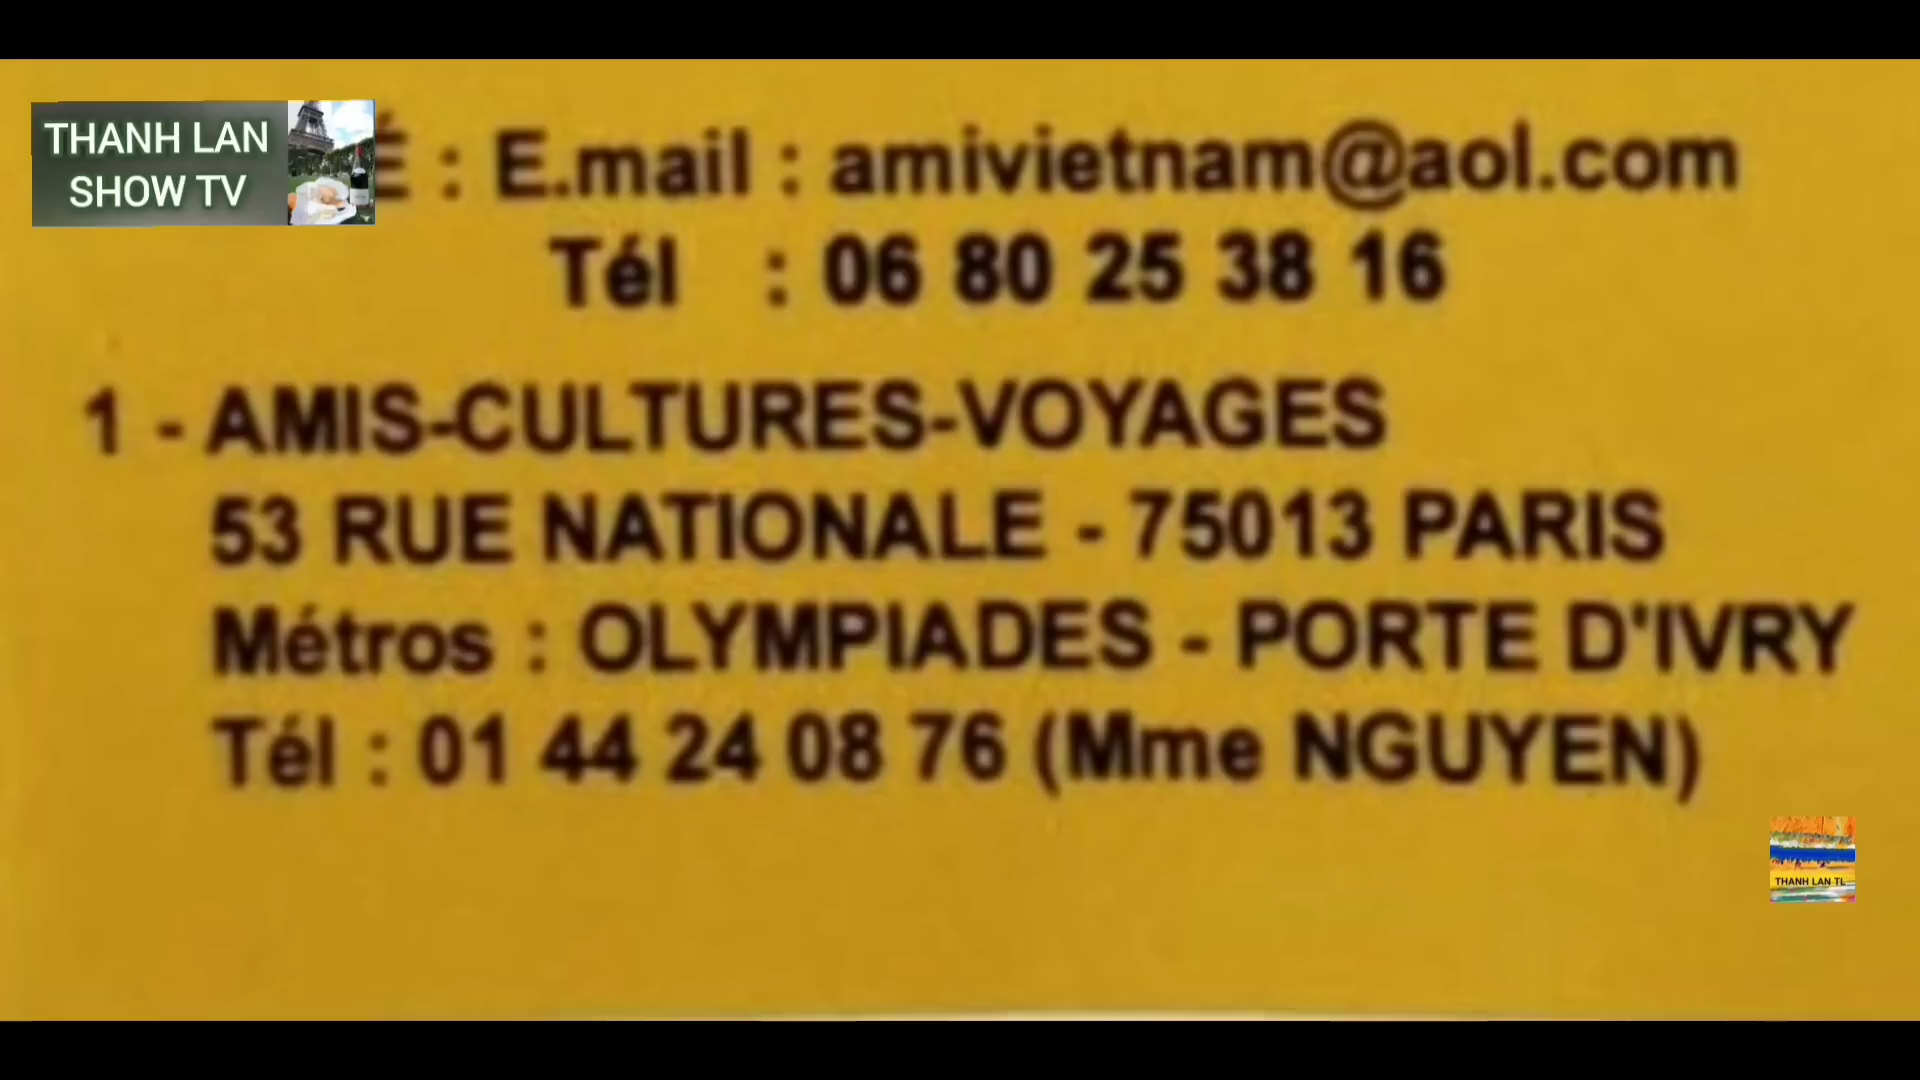 THANH LAN
SHOW TV
É : E.mail : amivietnam@aol.com
Tél : 06 80 25 38 16
1 - AMIS-CULTURES-VOYAGES
53 RUE NATIONALE - 75013 PARIS
Métros : OLYMPIADES - PORTE D'IVRY
Tél : 01 44 24 08 76 (Mme NGUYEN)
THANH LAN TL